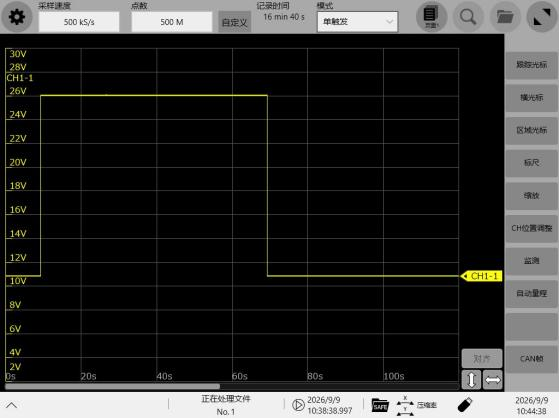 采样速度 点数 记录时间 模式
500 kS/s 500 M 自定义 16 min 40 s 单触发
30V
28V
CH1-1
26V
24V
22V
20V
18V
16V
14V
12V
10V
8V
6V
4V
2V
0s 20s 40s 60s 80s 100s
CH1-1
跟踪光标
横光标
区域光标
标尺
缩放
CH位置调整
监测
自动量程
CAN帧
对齐
正在处理文件
No. 1
2026/9/9
10:38:38.997
SAFE
X
Y
压缩率
2026/9/9
10:44:38